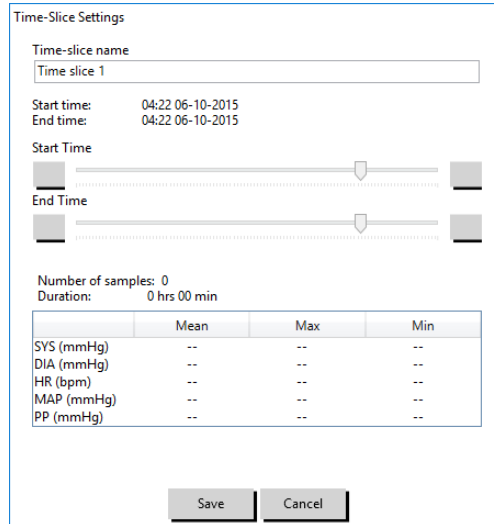 Time-Slice Settings
Time-slice name
Time slice 1
Start time: 04:22 06-10-2015
End time: 04:22 06-10-2015
Start Time
End Time
Number of samples: 0
Duration: 0 hrs 00 min
Mean Max Min
SYS (mmHg) -- -- --
DIA (mmHg) -- -- --
HR (bpm) -- -- --
MAP (mmHg) -- -- --
PP (mmHg) -- -- --
Save Cancel